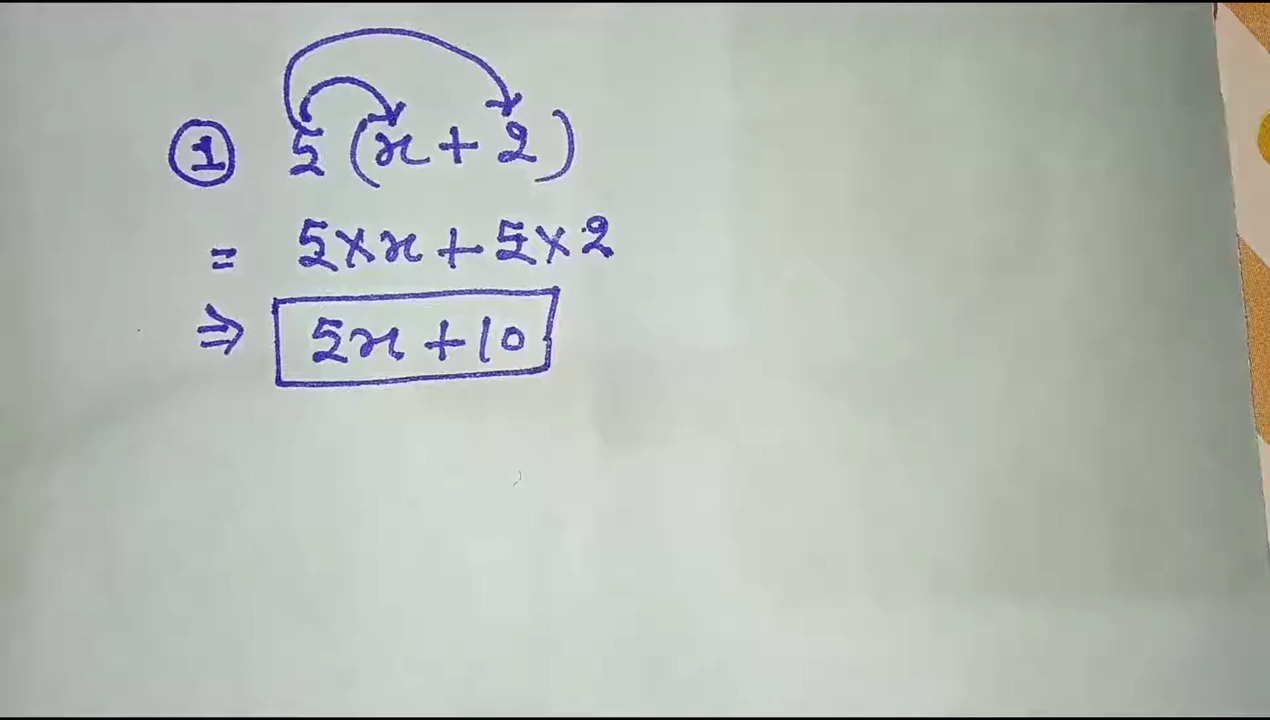 ① 5(x+2)
= 5×x+5×2
⇒ 5x+10